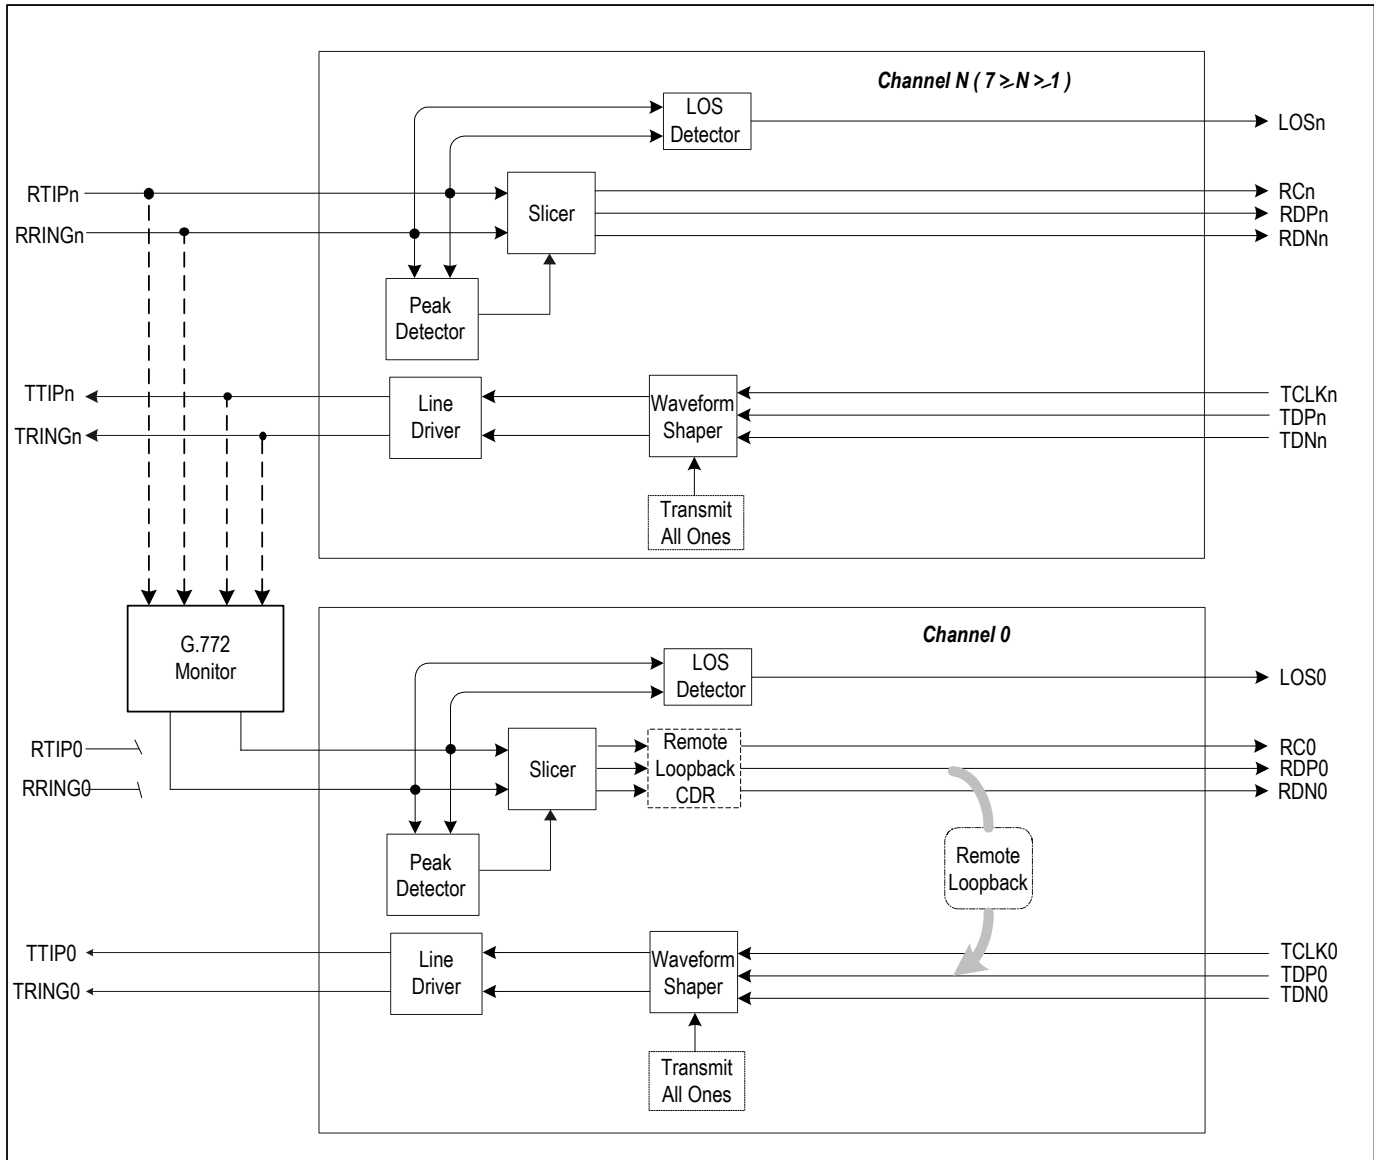 Channel N ( 7 ≥ N ≥ 1 )
LOS
Detector
LOSn
RTIPn
RRINGn
Slicer
RCn
RDPn
RDNn
Peak
Detector
TTIPn
TRINGn
Line
Driver
Waveform
Shaper
TCLKn
TDPn
TDNn
Transmit
All Ones
G.772
Monitor
Channel 0
LOS
Detector
LOS0
RTIP0
RRING0
Slicer
Remote
Loopback
CDR
RC0
RDP0
RDN0
Peak
Detector
Remote
Loopback
TTIP0
TRING0
Line
Driver
Waveform
Shaper
TCLK0
TDP0
TDN0
Transmit
All Ones